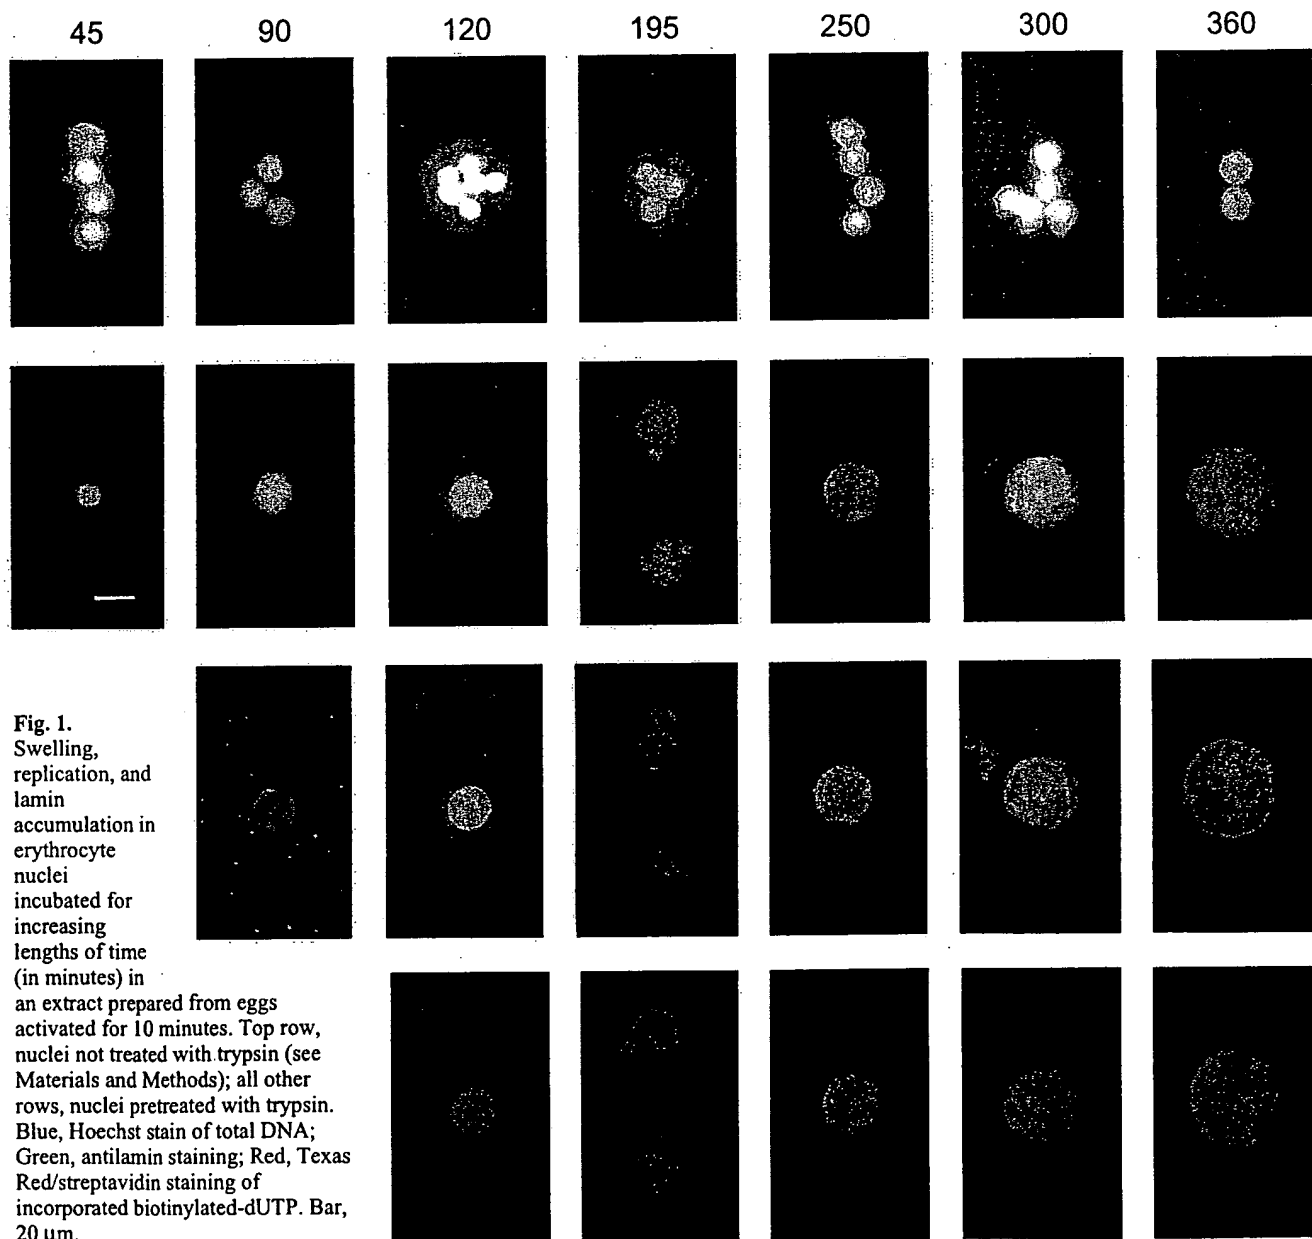 45 90 120 195 250 300 360
Fig. 1.
Swelling,
replication, and
lamin
accumulation in
erythrocyte
nuclei
incubated for
increasing
lengths of time
(in minutes) in
an extract prepared from eggs
activated for 10 minutes. Top row,
nuclei not treated with trypsin (see
Materials and Methods); all other
rows, nuclei pretreated with trypsin.
Blue, Hoechst stain of total DNA;
Green, antilamin staining; Red, Texas
Red/streptavidin staining of
incorporated biotinylated-dUTP. Bar,
20 µm.